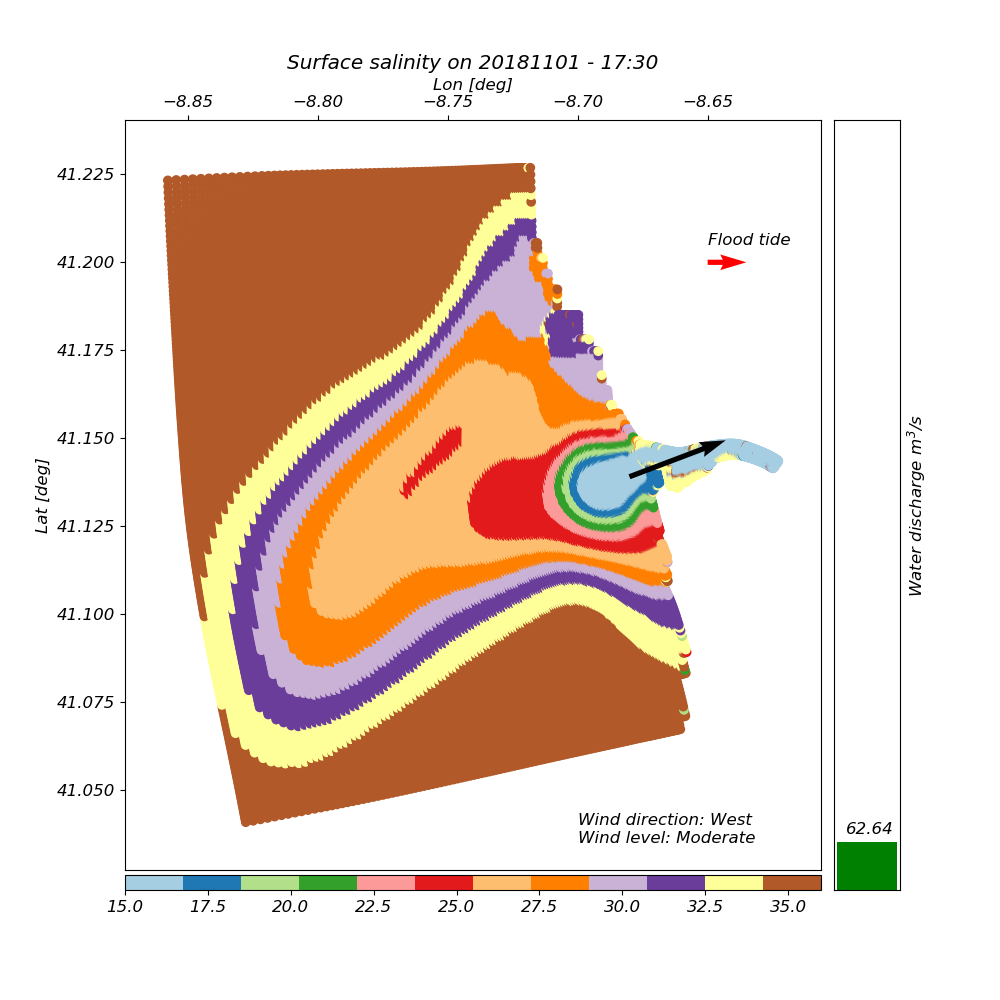 Surface salinity on 20181101 - 17:30
Lon [deg]
−8.85 −8.80 −8.75 −8.70 −8.65
41.225
41.200
41.175
41.150
41.125
41.100
41.075
41.050
Lat [deg]
Flood tide
Wind direction: West
Wind level: Moderate
62.64
Water discharge m³/s
15.0 17.5 20.0 22.5 25.0 27.5 30.0 32.5 35.0